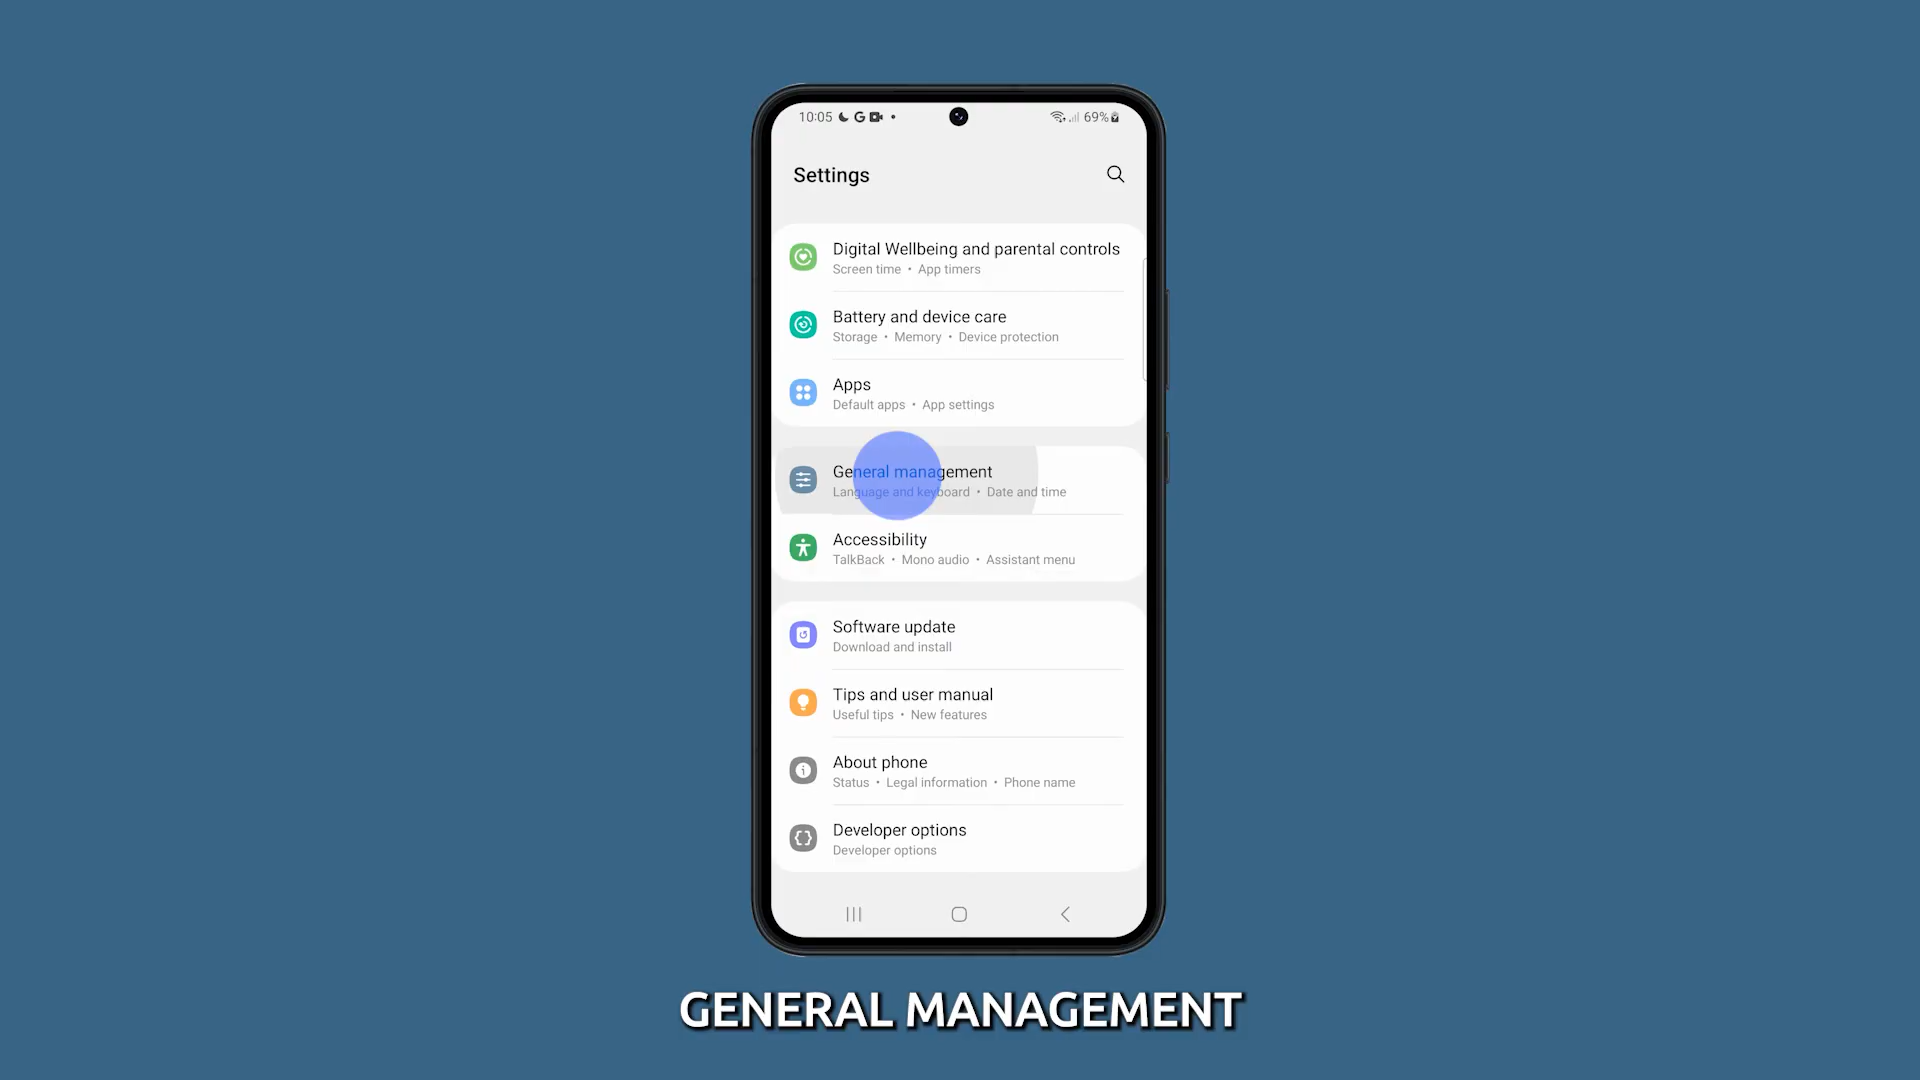 10:05 69%
Settings
Digital Wellbeing and parental controls
Screen time • App timers
Battery and device care
Storage • Memory • Device protection
Apps
Default apps • App settings
General management
Language and keyboard • Date and time
Accessibility
TalkBack • Mono audio • Assistant menu
Software update
Download and install
Tips and user manual
Useful tips • New features
About phone
Status • Legal information • Phone name
Developer options
Developer options
GENERAL MANAGEMENT